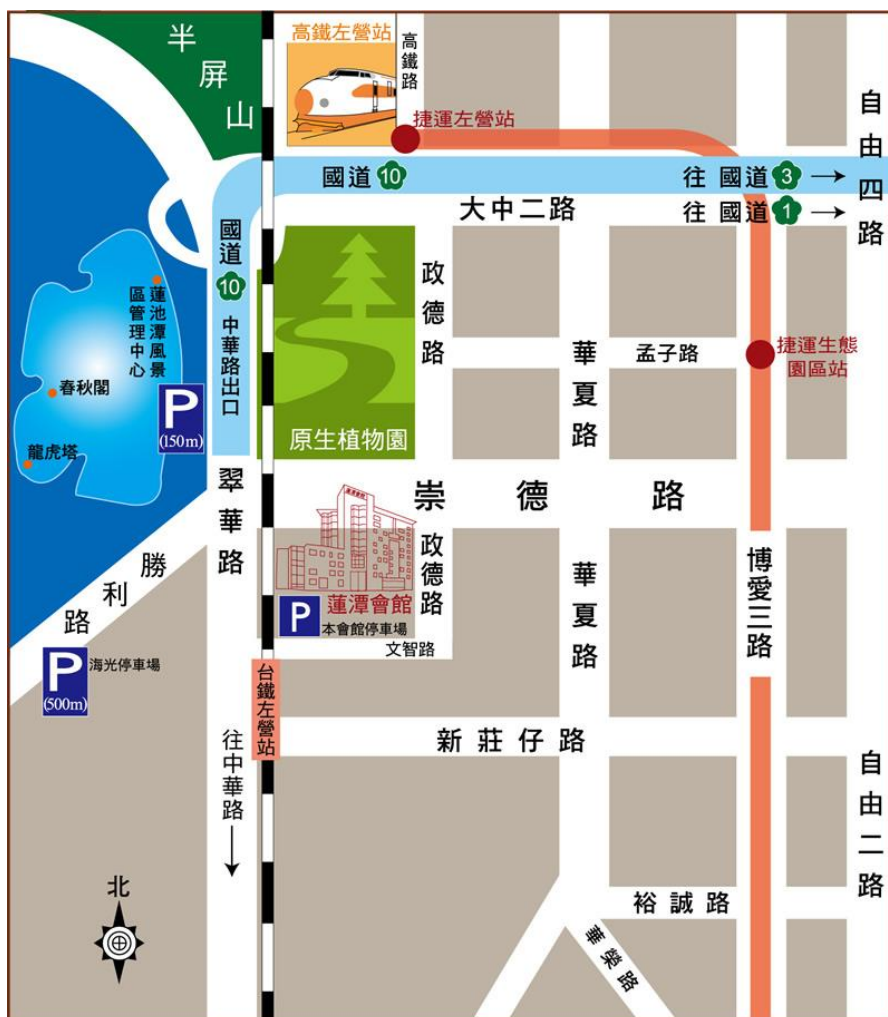 半屏山
高鐵左營站
高鐵路
捷運左營站
自由四路
國道 10
往 國道 3 →
大中二路
往 國道 1 →
國道 10 中華路出口
政德路
蓮池潭風景
區管理中心
華夏路
孟子路
捷運生態
園區站
春秋閣
P
(150m)
龍虎塔
原生植物園
翠華路
崇德路
勝利路
蓮潭會館
政德路
華夏路
博愛三路
蓮潭會館
P
本會館停車場
文智路
P
(500m)
海光停車場
台鐵左營站
往中華路
新莊仔路
自由二路
北
裕誠路
華榮路